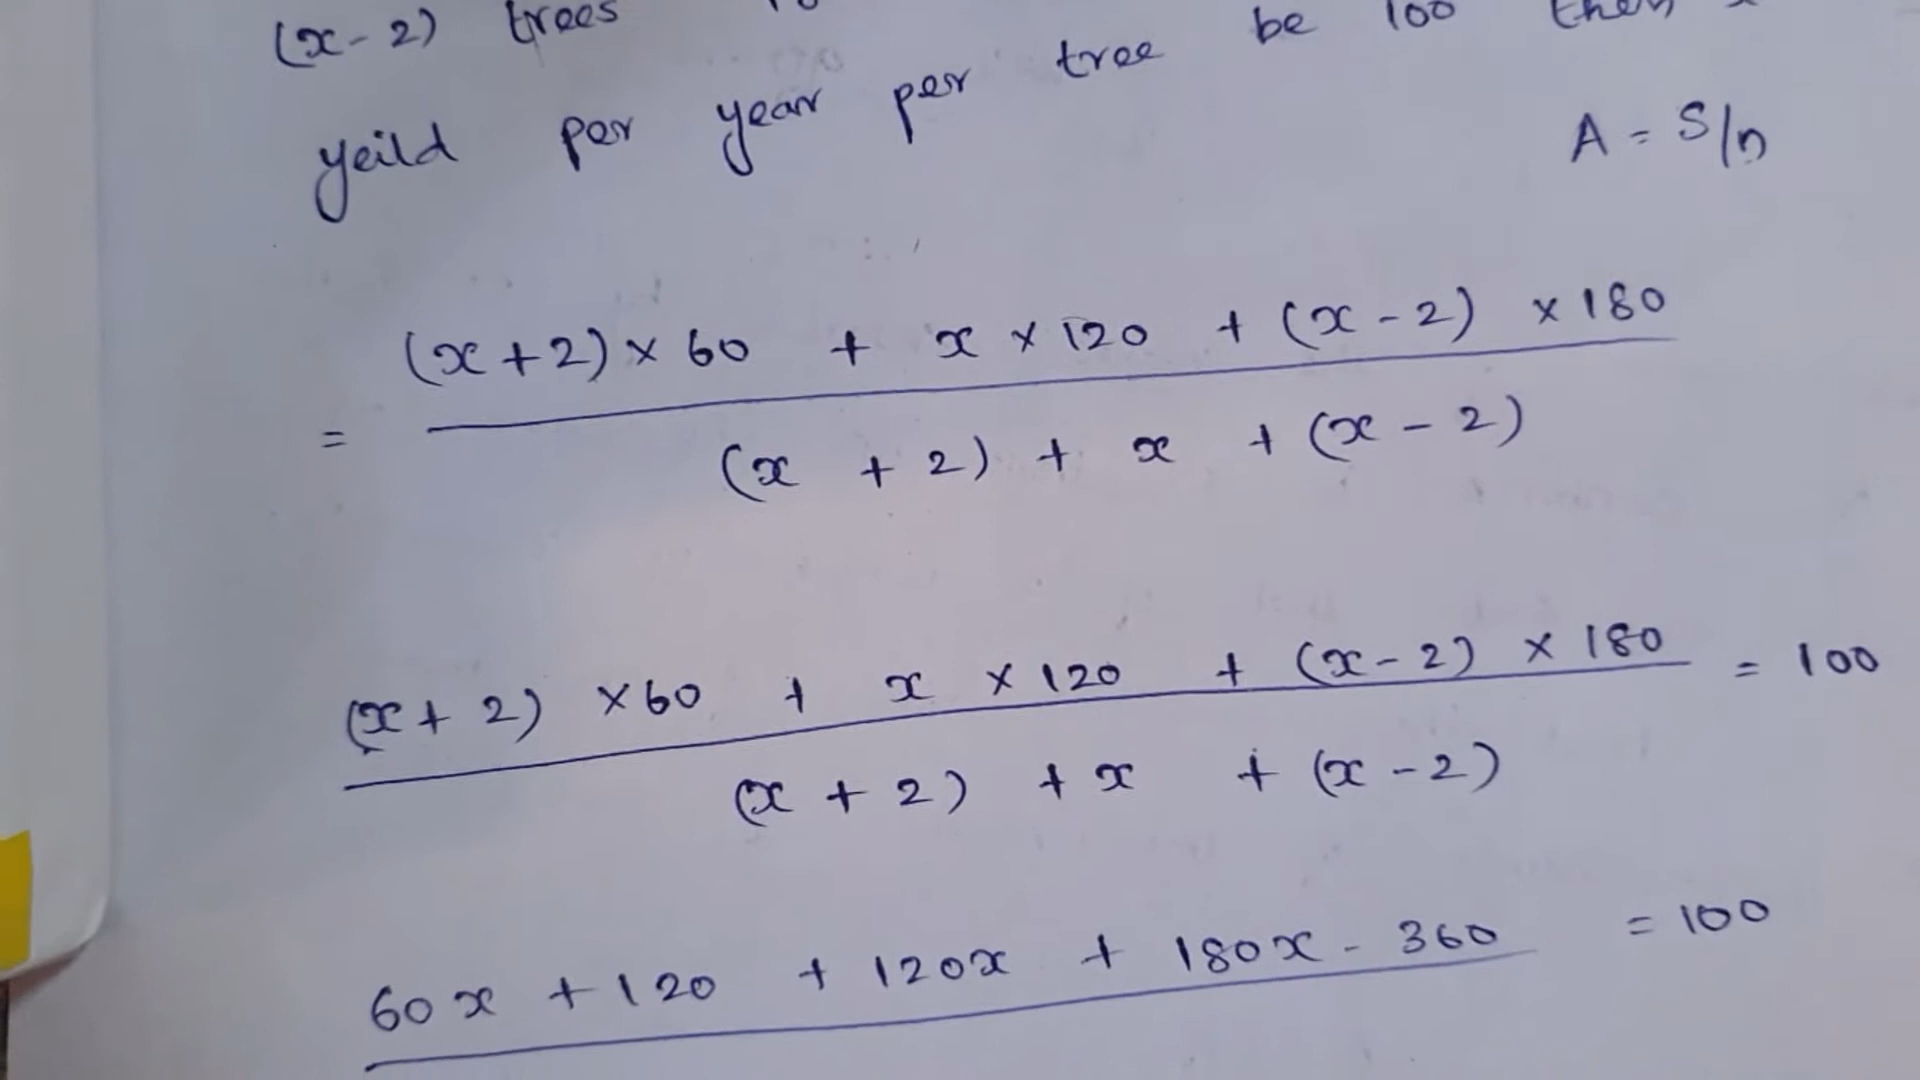 (x - 2) trees
yeild per year per tree be 100 then
A = S/n
(x + 2) × 60 + x × 120 + (x - 2) × 180
=
(x + 2) + x + (x - 2)
(x + 2) × 60 + x × 120 + (x - 2) × 180 = 100
(x + 2) + x + (x - 2)
60x + 120 + 120x + 180x - 360 = 100